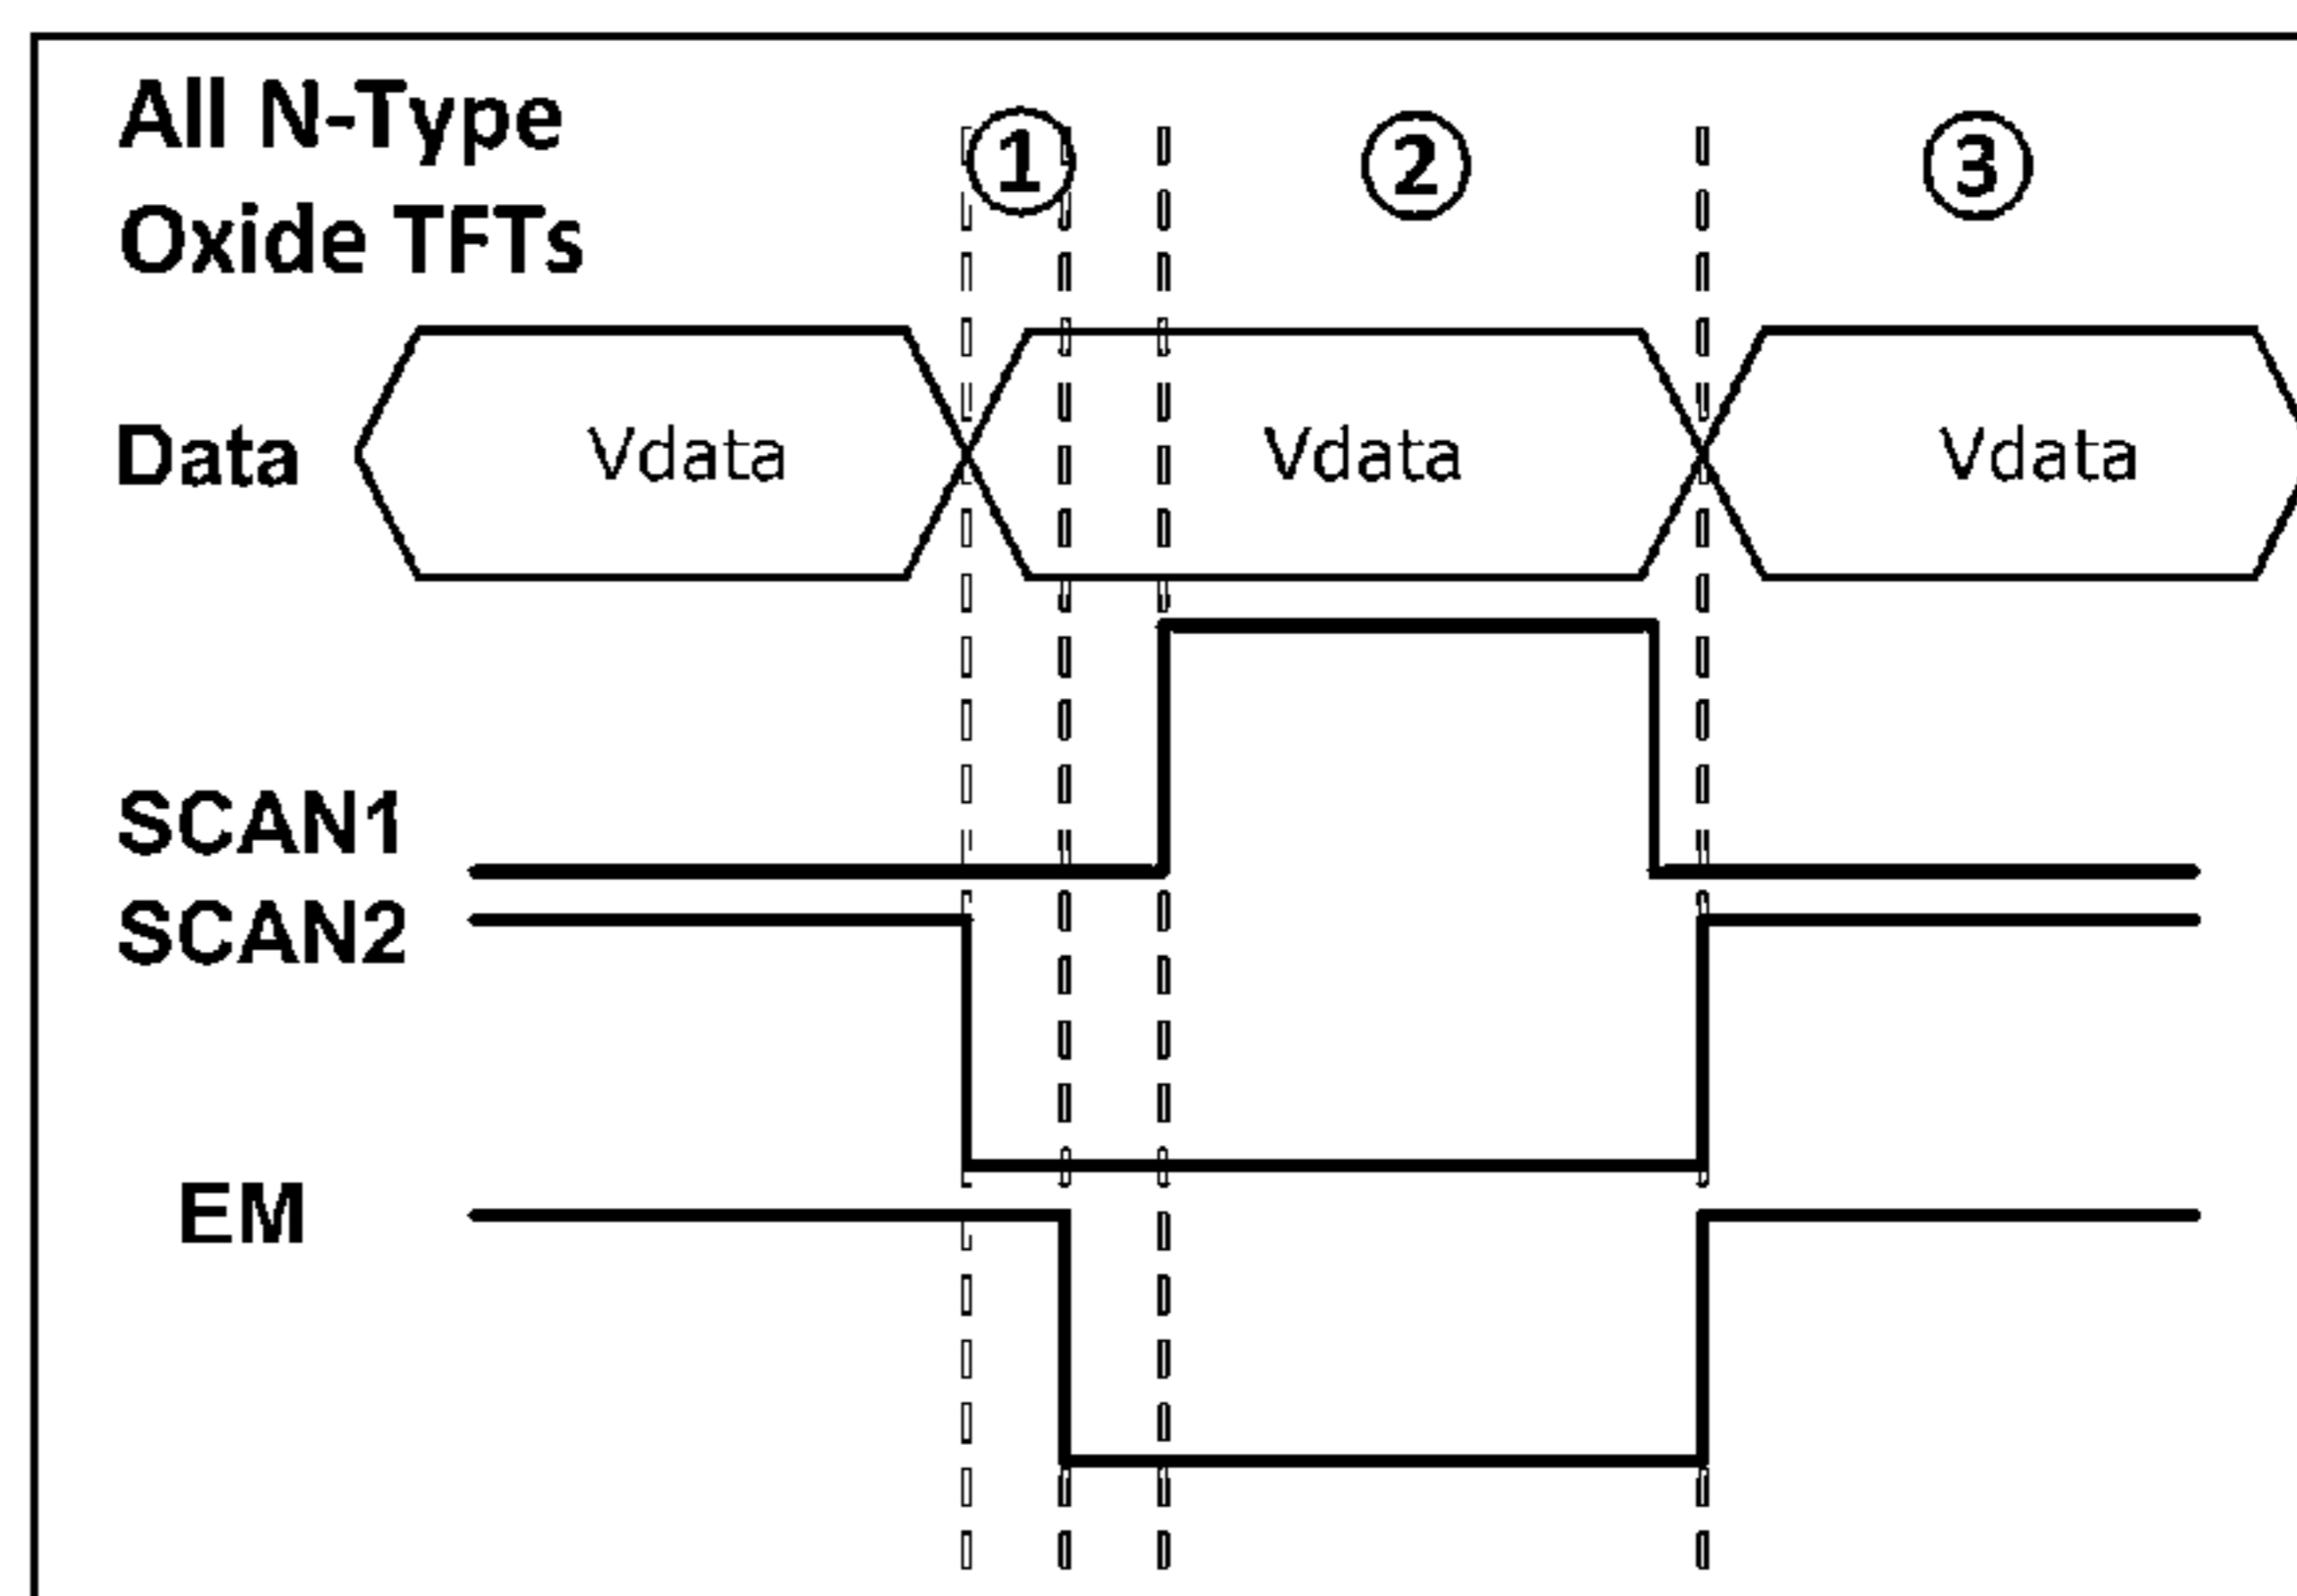 All N-Type
Oxide TFTs
① ② ③
Data Vdata Vdata Vdata
SCAN1
SCAN2
EM